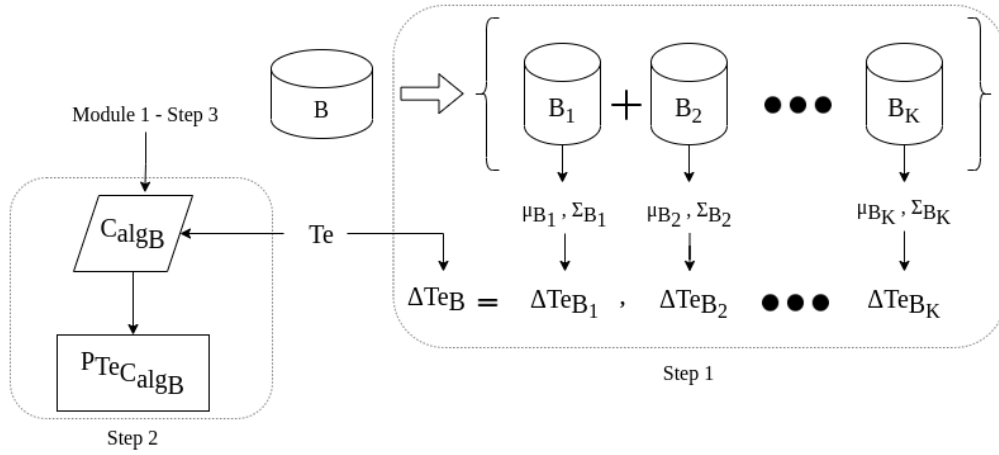 B
B1 + B2 ●●● BK
Module 1 - Step 3
μB1 , ΣB1
μB2 , ΣB2
μBK , ΣBK
CalgB
Te
ΔTeB = ΔTeB1 , ΔTeB2 ●●● ΔTeBK
PTeCalgB
Step 1
Step 2